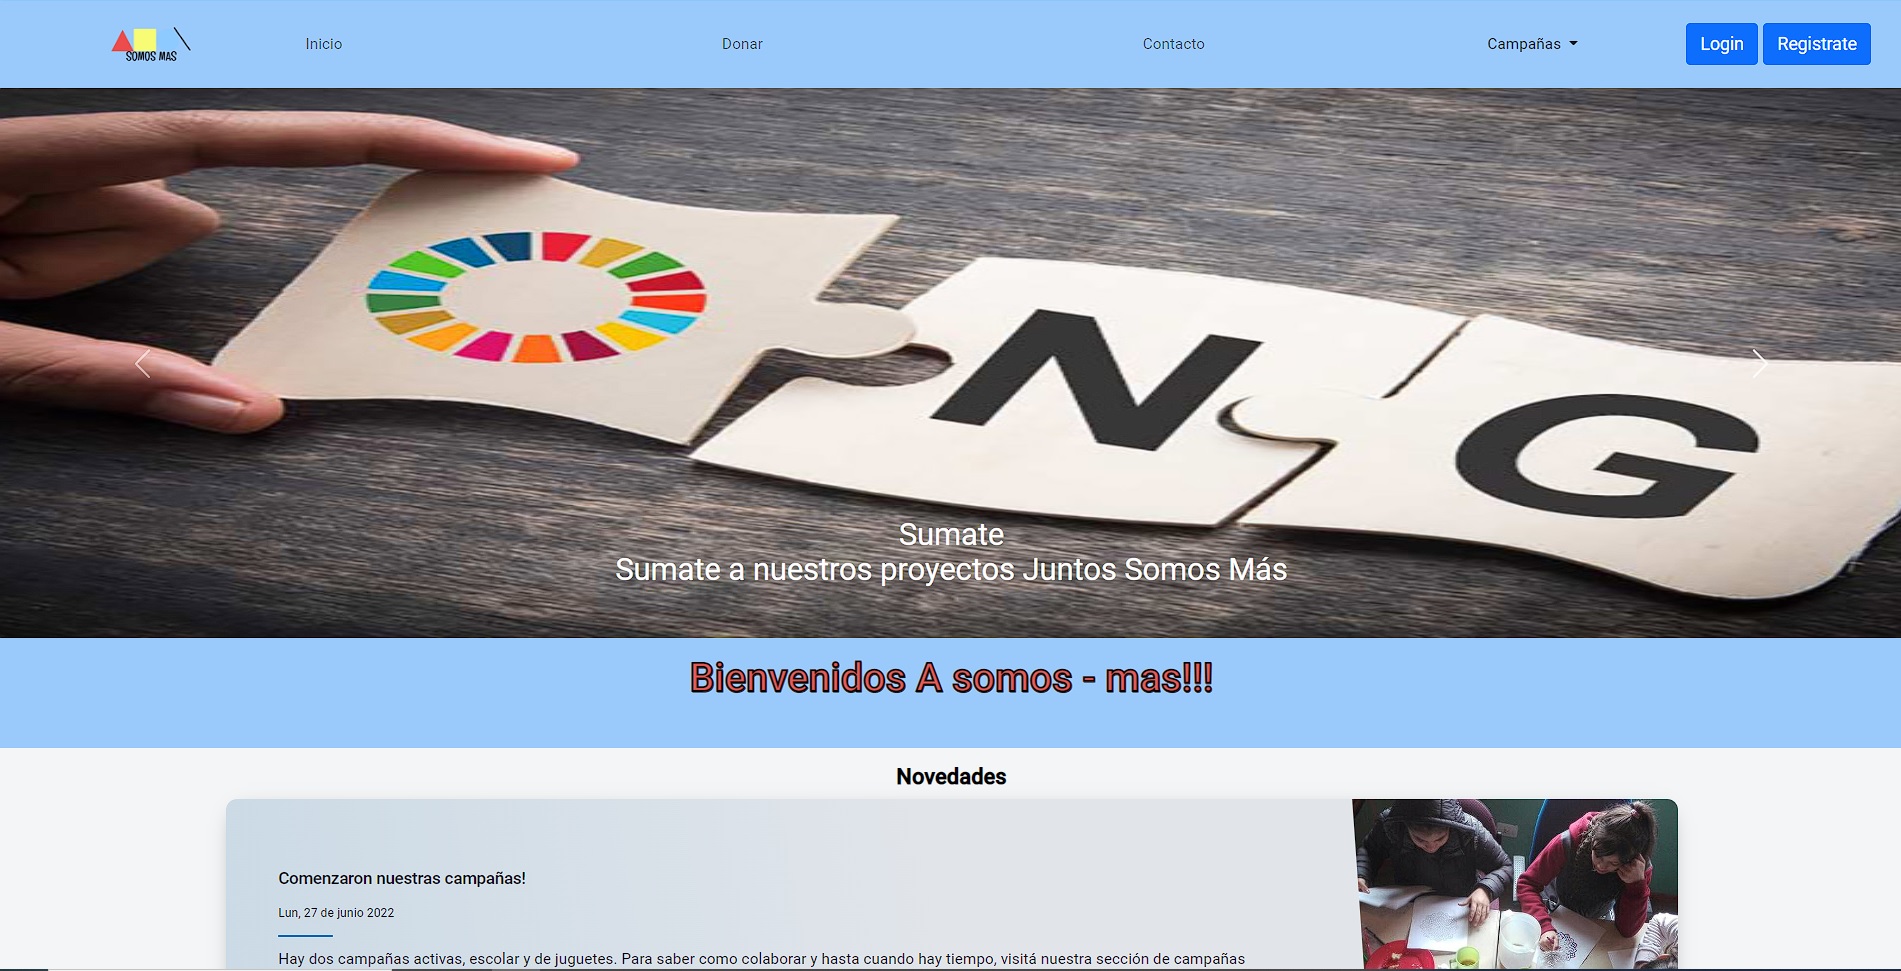 SOMOS MAS
Inicio
Donar
Contacto
Campañas
Login
Registrate
N G
Sumate
Sumate a nuestros proyectos Juntos Somos Más
Bienvenidos A somos - mas!!!
Novedades
Comenzaron nuestras campañas!
Lun, 27 de junio 2022
Hay dos campañas activas, escolar y de juguetes. Para saber como colaborar y hasta cuando hay tiempo, visitá nuestra sección de campañas